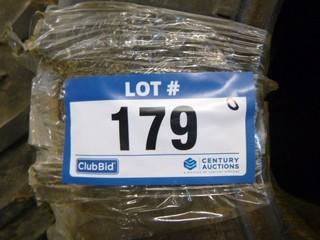 LOT #
179
ClubBid
CENTURY
AUCTIONS